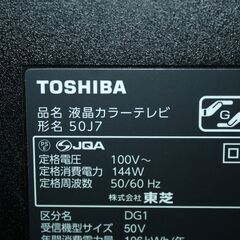 TOSHIBA
品名 液晶カラーテレビ
形名 50J7
JQA
定格電圧 100V〜
定格消費電力 144W
定格周波数 50/60 Hz
株式会社 東芝
区分名 DG1
受信機型サイズ 50V